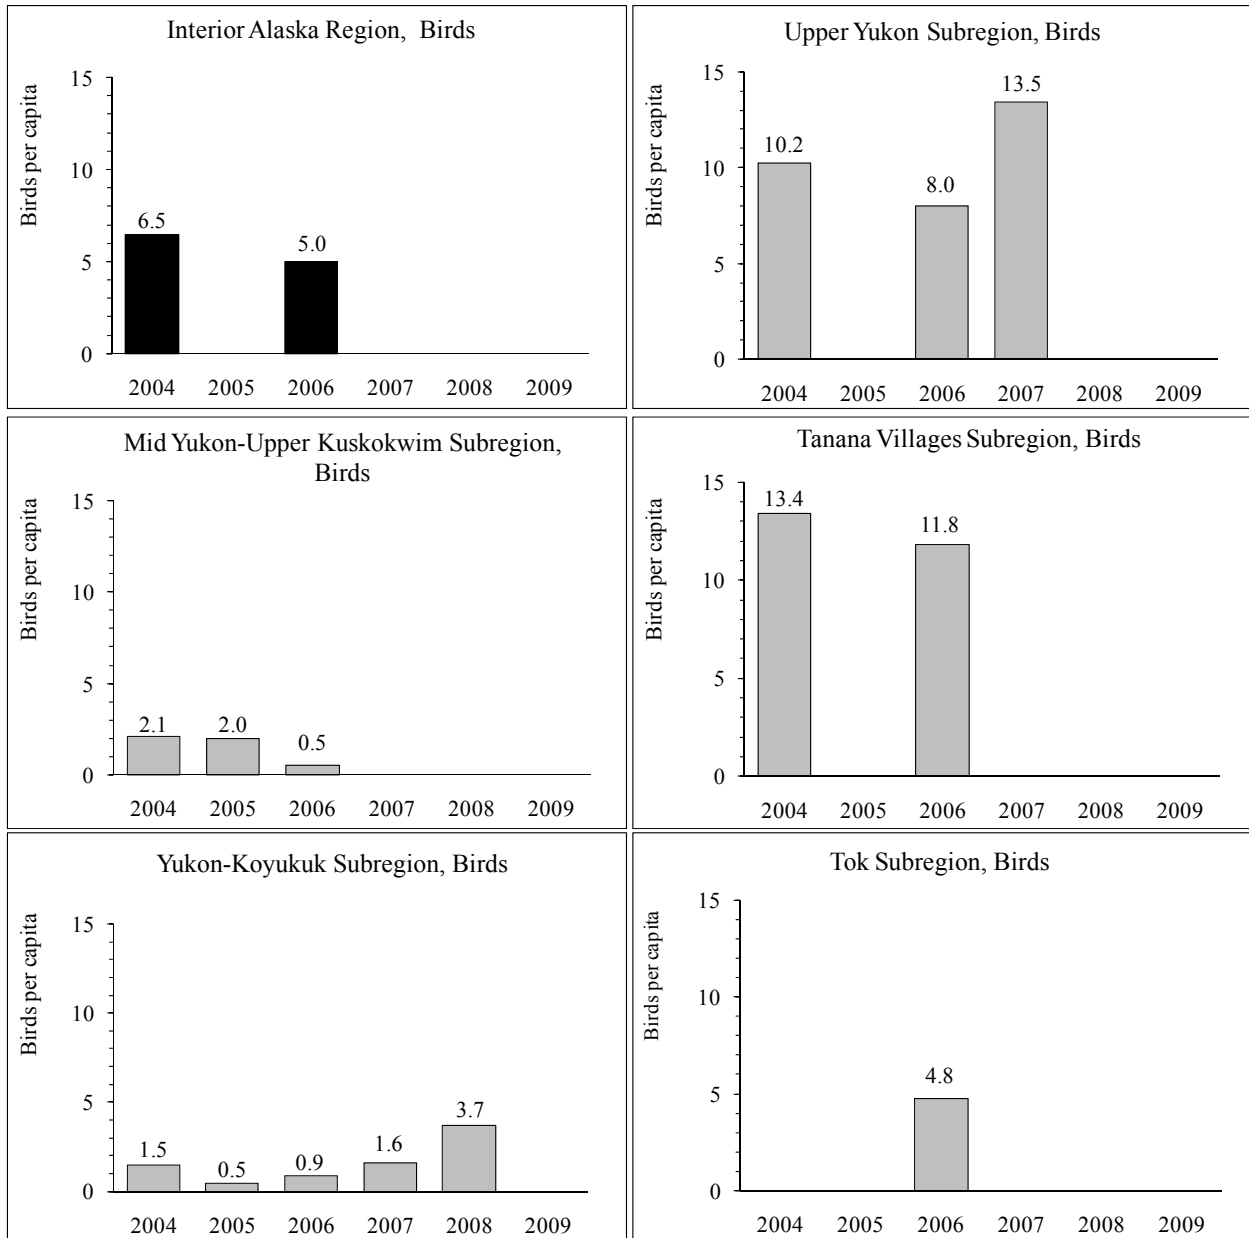 Interior Alaska Region, Birds
Birds per capita
15
10
5
0
6.5
5.0
2004 2005 2006 2007 2008 2009
Upper Yukon Subregion, Birds
Birds per capita
15
10
5
0
10.2
8.0
13.5
2004 2005 2006 2007 2008 2009
Mid Yukon-Upper Kuskokwim Subregion,
Birds
Birds per capita
15
10
5
0
2.1
2.0
0.5
2004 2005 2006 2007 2008 2009
Tanana Villages Subregion, Birds
Birds per capita
15
10
5
0
13.4
11.8
2004 2005 2006 2007 2008 2009
Yukon-Koyukuk Subregion, Birds
Birds per capita
15
10
5
0
1.5
0.5
0.9
1.6
3.7
2004 2005 2006 2007 2008 2009
Tok Subregion, Birds
Birds per capita
15
10
5
0
4.8
2004 2005 2006 2007 2008 2009